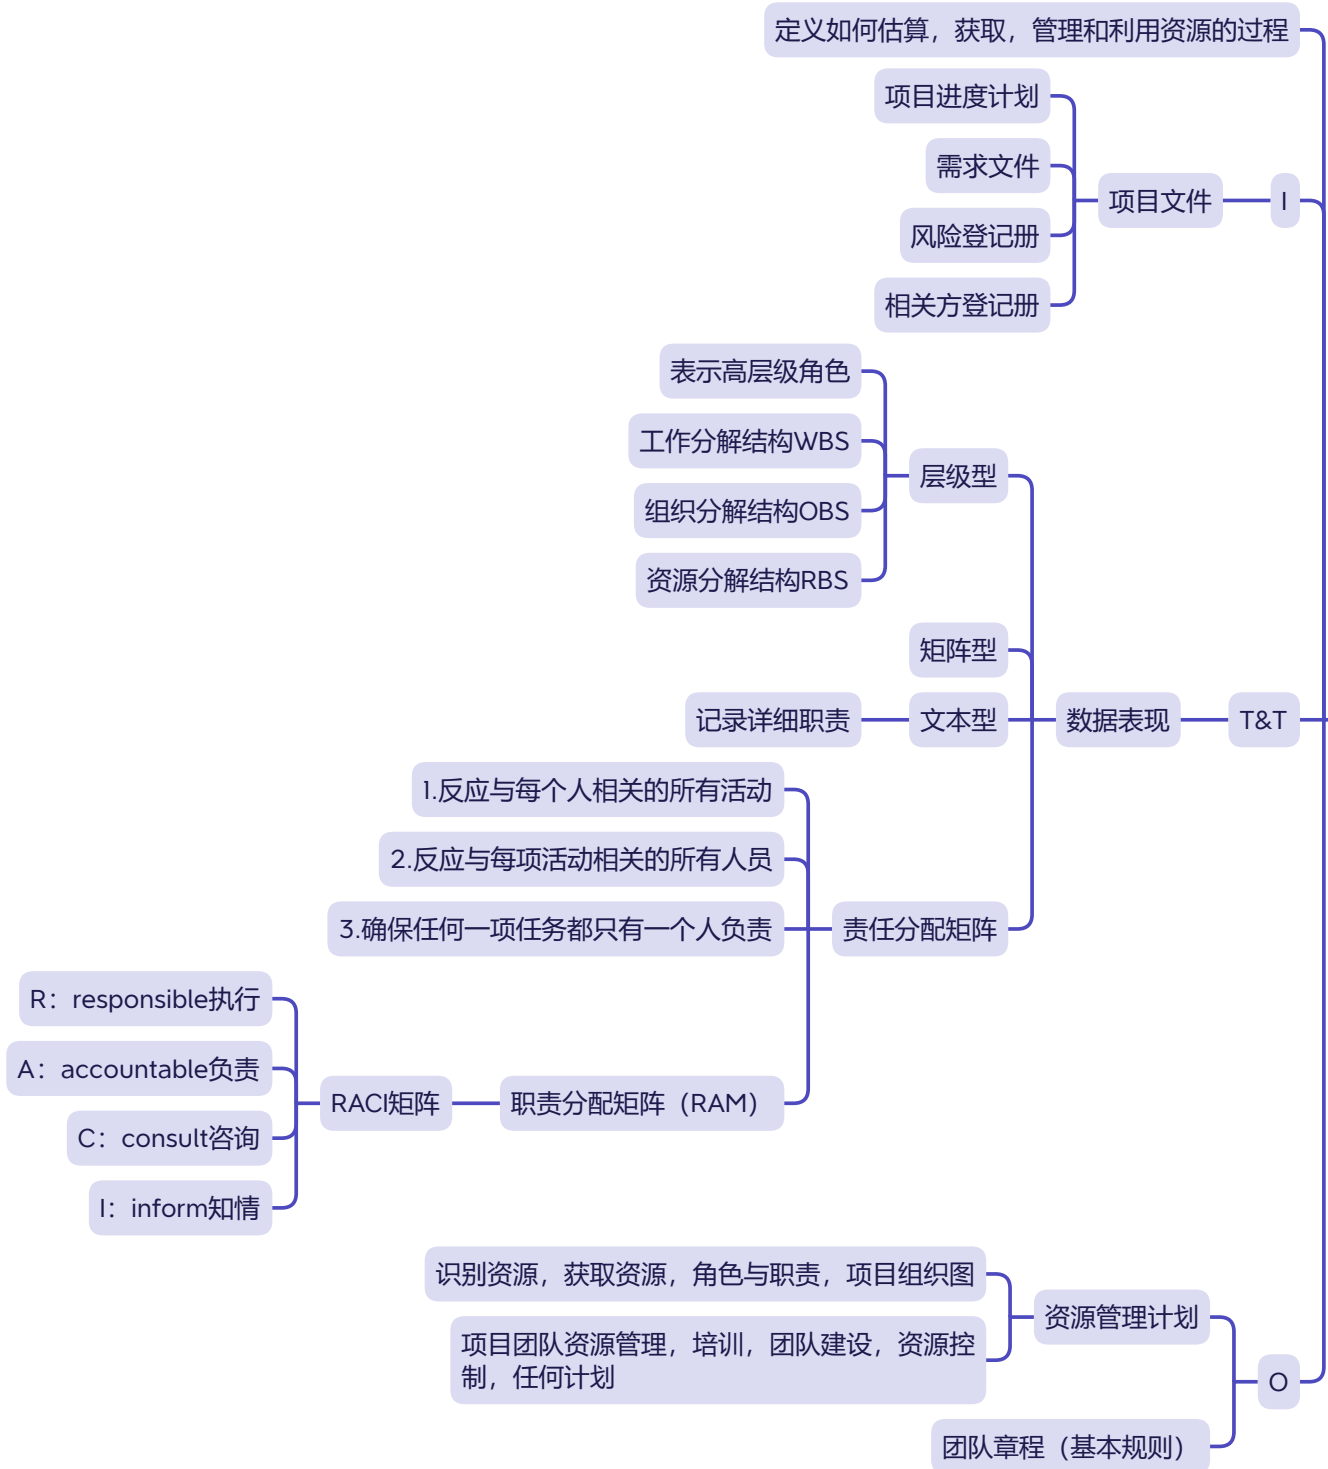 定义如何估算，获取，管理和利用资源的过程
项目进度计划
需求文件
项目文件
I
风险登记册
相关方登记册
表示高层级角色
工作分解结构WBS
层级型
组织分解结构OBS
资源分解结构RBS
矩阵型
记录详细职责
文本型
数据表现
T&T
1.反应与每个人相关的所有活动
2.反应与每项活动相关的所有人员
3.确保任何一项任务都只有一个人负责
责任分配矩阵
R：responsible执行
A：accountable负责
RACI矩阵
职责分配矩阵（RAM）
C：consult咨询
I：inform知情
识别资源，获取资源，角色与职责，项目组织图
资源管理计划
项目团队资源管理，培训，团队建设，资源控
制，任何计划
O
团队章程（基本规则）